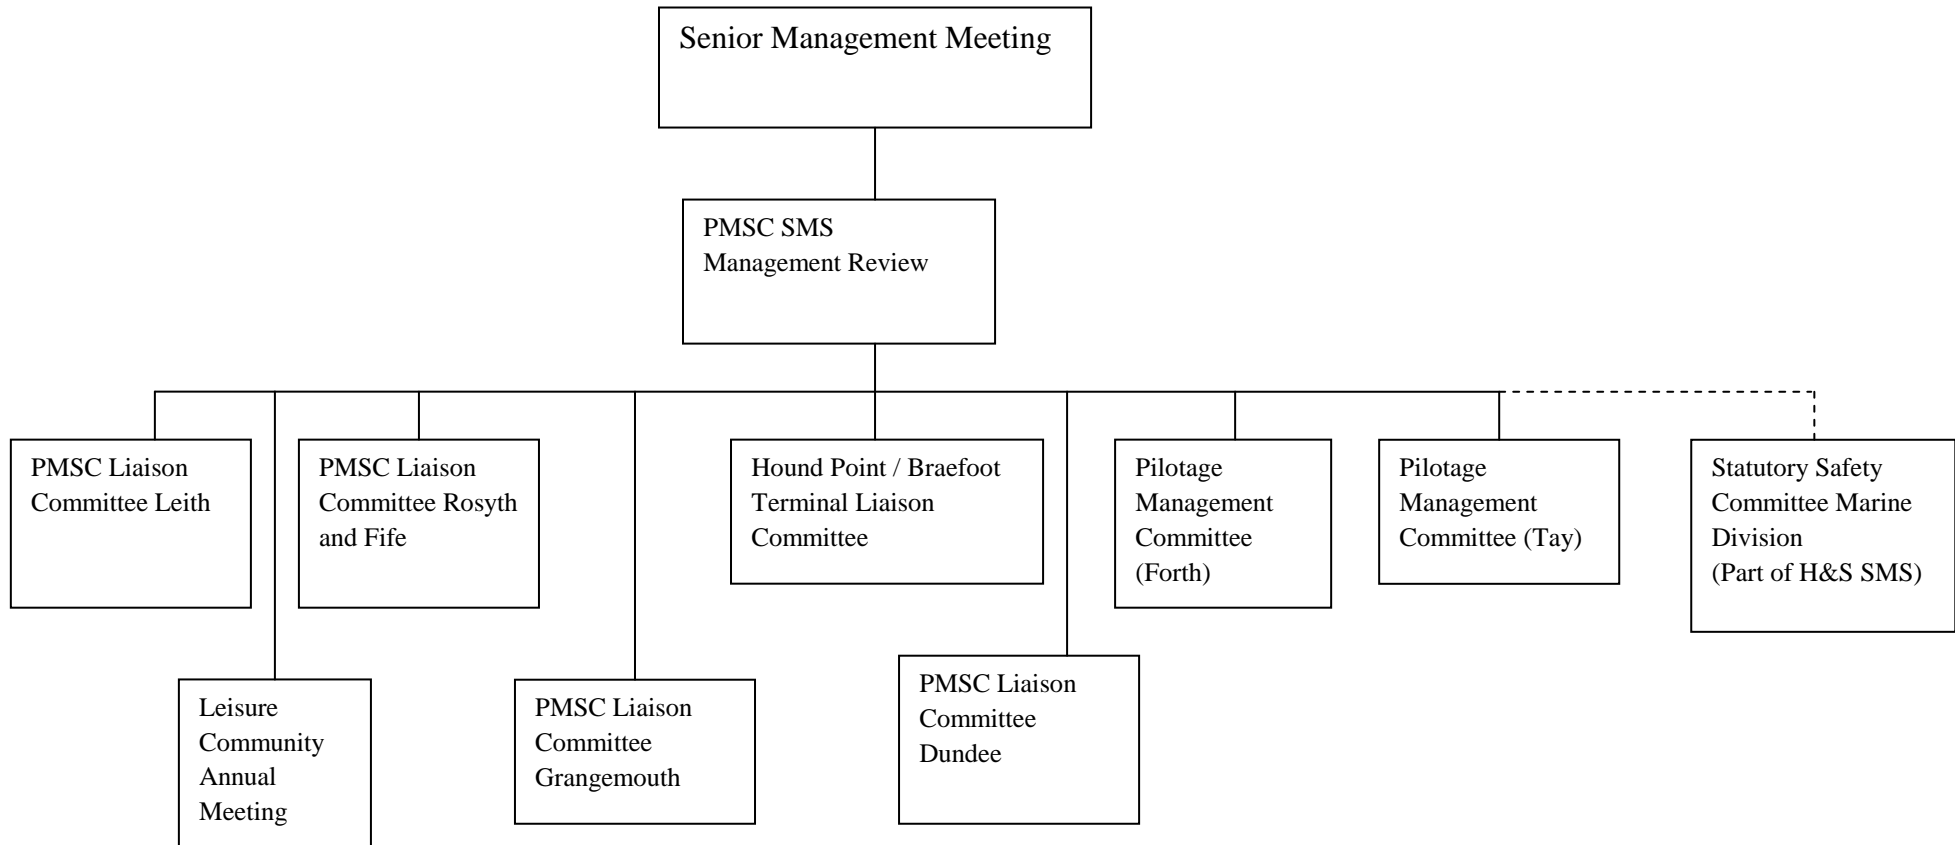 Senior Management Meeting
PMSC SMS
Management Review
PMSC Liaison
Committee Leith
PMSC Liaison
Committee Rosyth
and Fife
Hound Point / Braefoot
Terminal Liaison
Committee
Pilotage
Management
Committee
(Forth)
Pilotage
Management
Committee (Tay)
Statutory Safety
Committee Marine
Division
(Part of H&S SMS)
Leisure
Community
Annual
Meeting
PMSC Liaison
Committee
Grangemouth
PMSC Liaison
Committee
Dundee